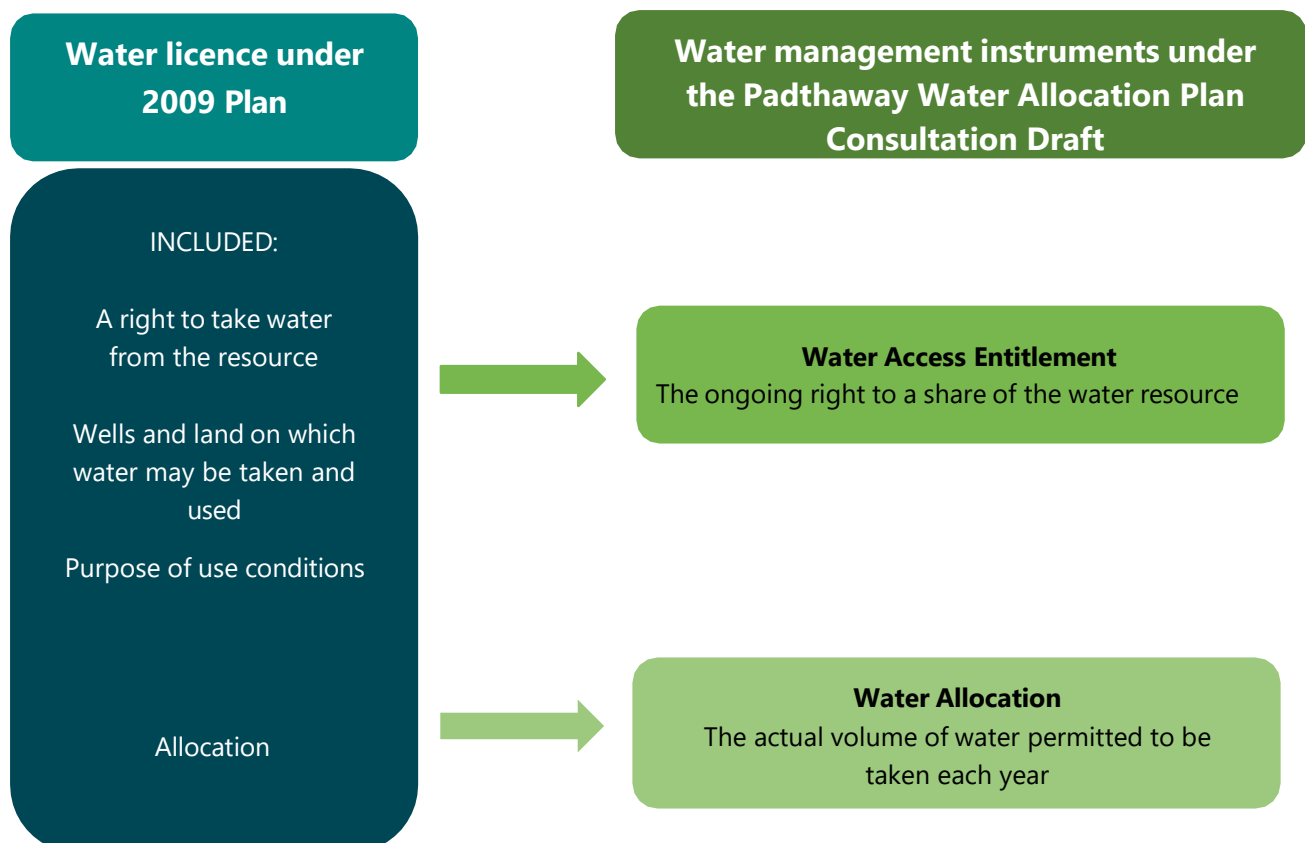 Water licence under
2009 Plan
Water management instruments under
the Padthaway Water Allocation Plan
Consultation Draft
INCLUDED:
A right to take water
from the resource
Wells and land on which
water may be taken and
used
Purpose of use conditions
Allocation
Water Access Entitlement
The ongoing right to a share of the water resource
Water Allocation
The actual volume of water permitted to be
taken each year